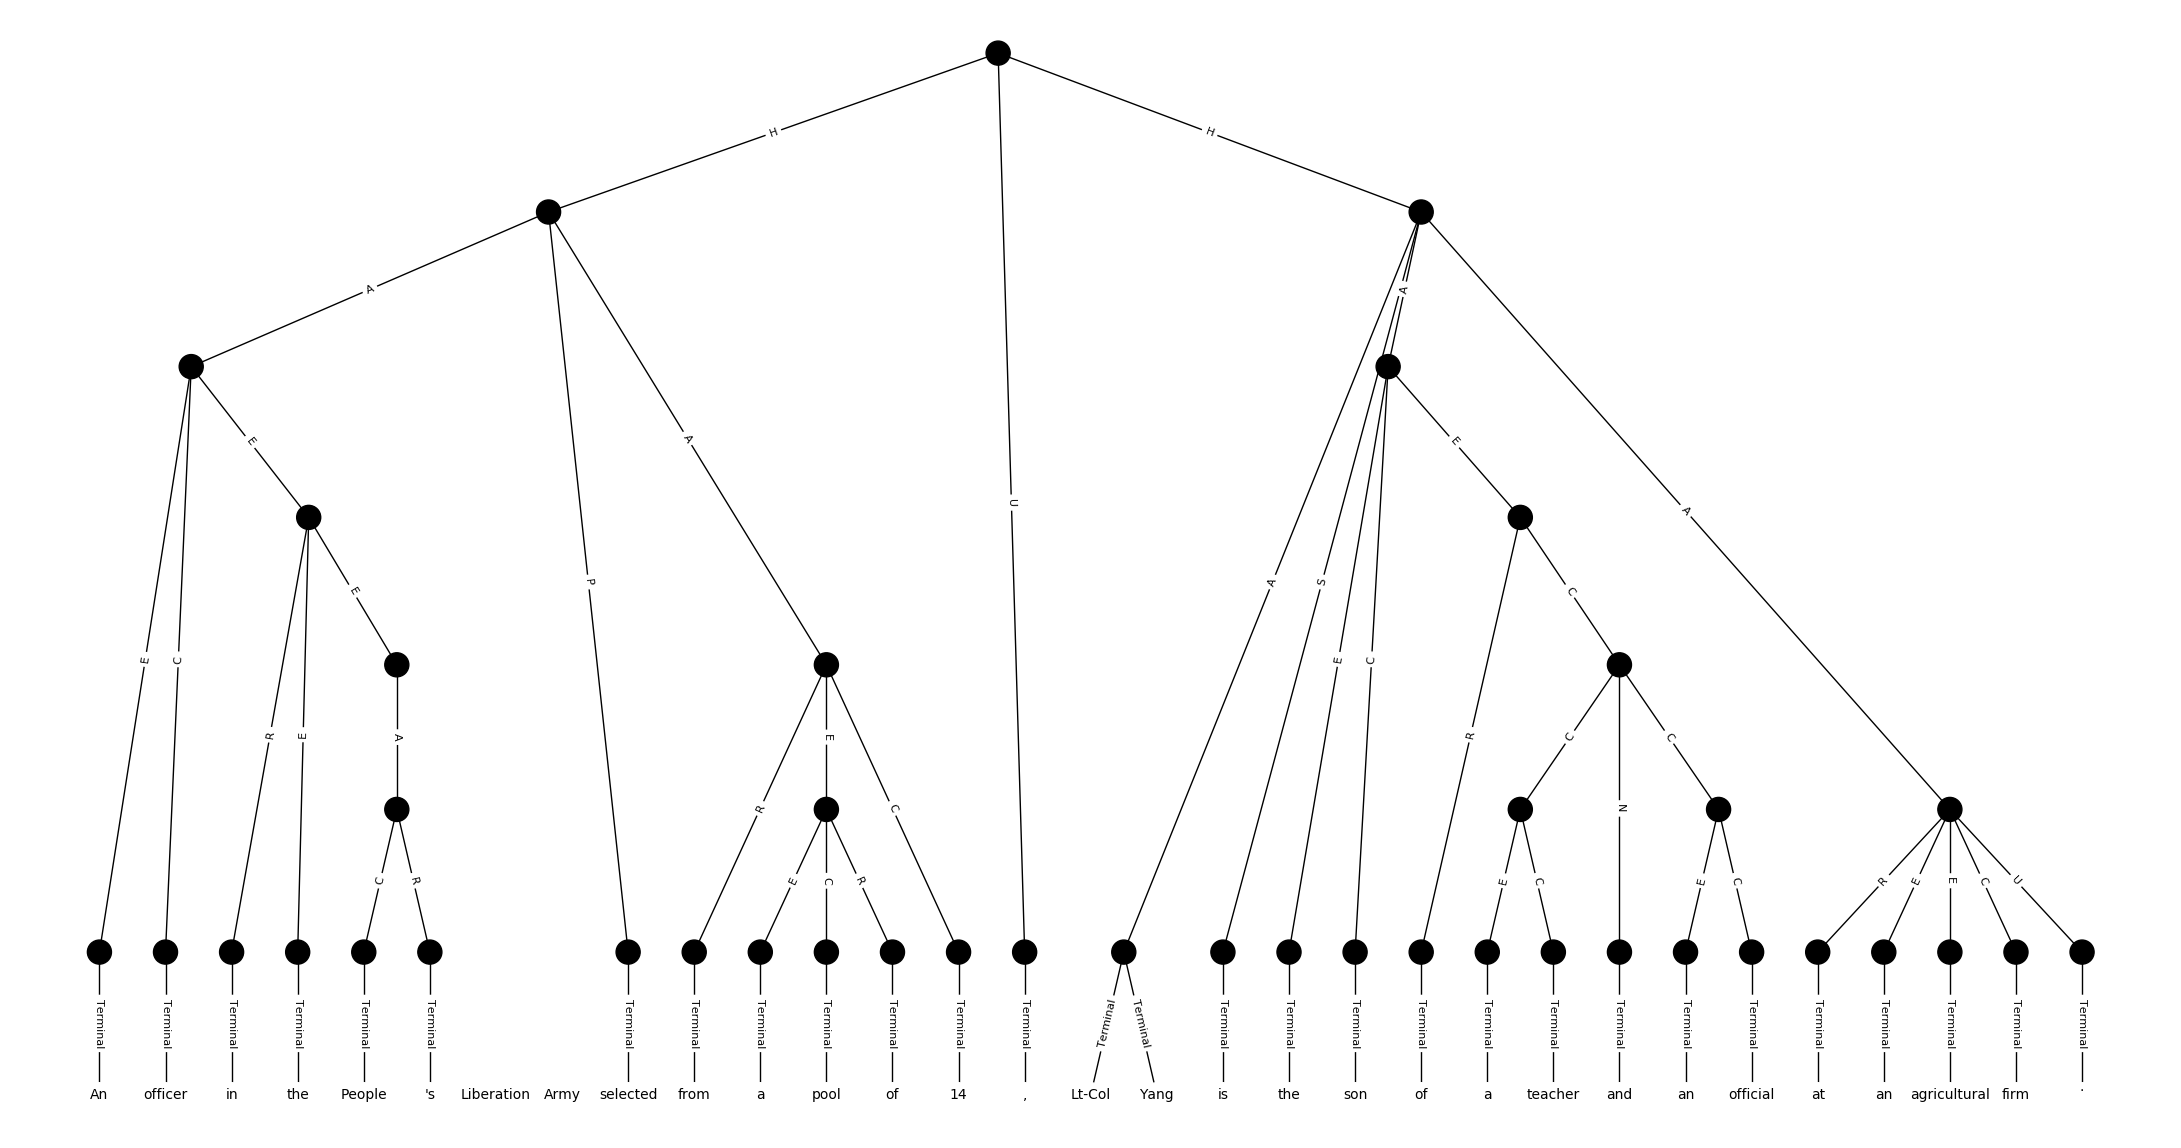 H H
A A
E E A A
E P S
E C U A E C C
R E A E R C C
R C N
C R E C R E C E C R E E C U
Terminal Terminal Terminal Terminal Terminal Terminal Terminal Terminal Terminal Terminal Terminal Terminal Terminal Terminal Terminal Terminal Terminal Terminal Terminal Terminal Terminal Terminal Terminal Terminal Terminal Terminal Terminal Terminal Terminal
An officer in the People 's Liberation Army selected from a pool of 14 , Lt-Col Yang is the son of a teacher and an official at an agricultural firm .